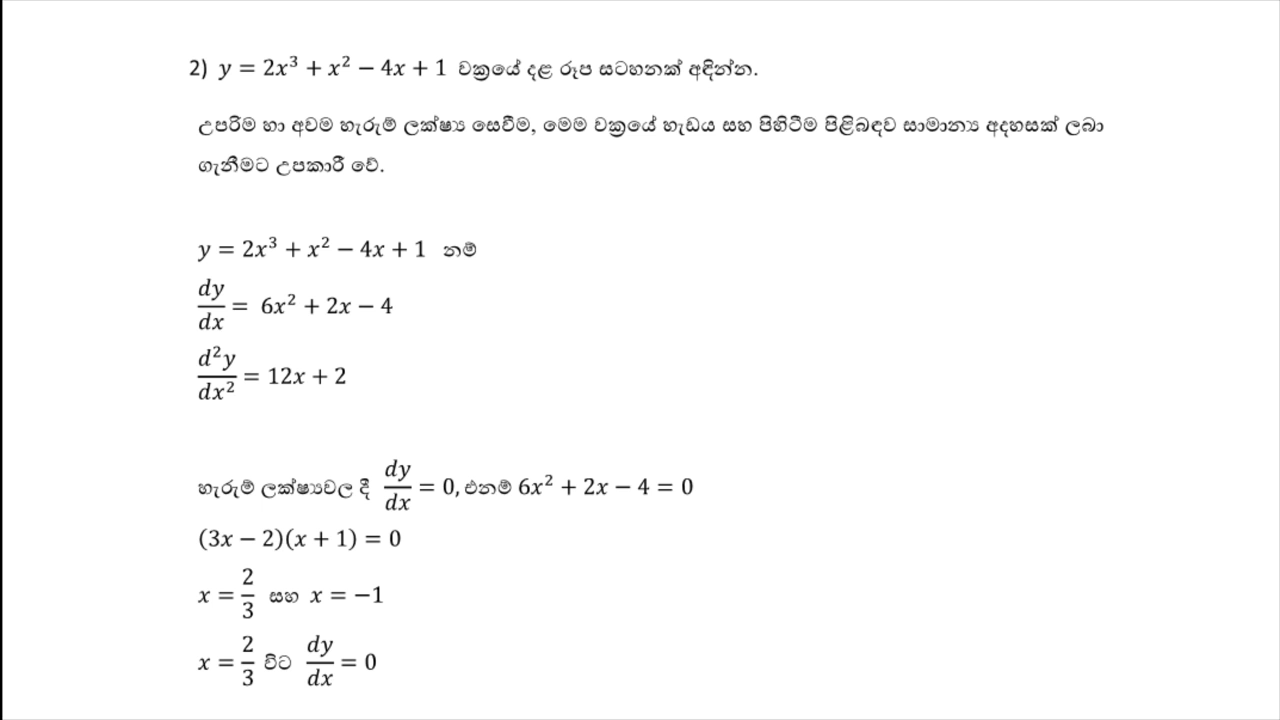 2) y = 2x³ + x² − 4x + 1 වක්‍රයේ දළ රූප සටහනක් අඳින්න.
උපරිම හා අවම හැරුම් ලක්ෂ්‍ය සෙවීම, මෙම වක්‍රයේ හැඩය සහ පිහිටීම පිළිබඳව සාමාන්‍ය අදහසක් ලබා
ගැනීමට උපකාරී වේ.
y = 2x³ + x² − 4x + 1 නම්
dy/dx = 6x² + 2x − 4
d²y/dx² = 12x + 2
හැරුම් ලක්ෂ්‍යවල දී dy/dx = 0, එනම් 6x² + 2x − 4 = 0
(3x − 2)(x + 1) = 0
x = 2/3 සහ x = −1
x = 2/3 විට dy/dx = 0